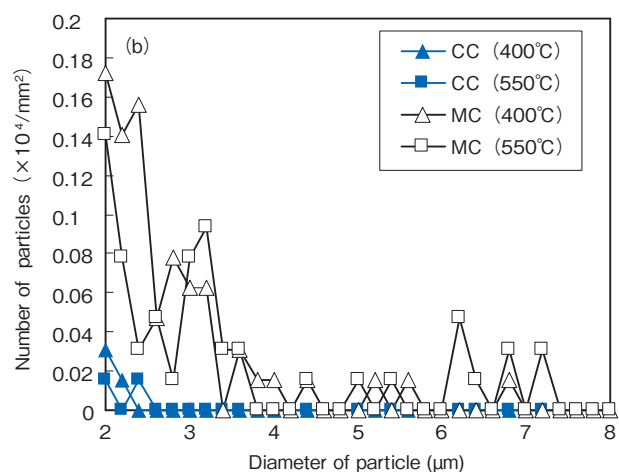 (b)
CC (400℃)
CC (550℃)
MC (400℃)
MC (550℃)
Number of particles (×10⁴/mm²)
0.2
0.18
0.16
0.14
0.12
0.1
0.08
0.06
0.04
0.02
0
2 3 4 5 6 7 8
Diameter of particle (μm)